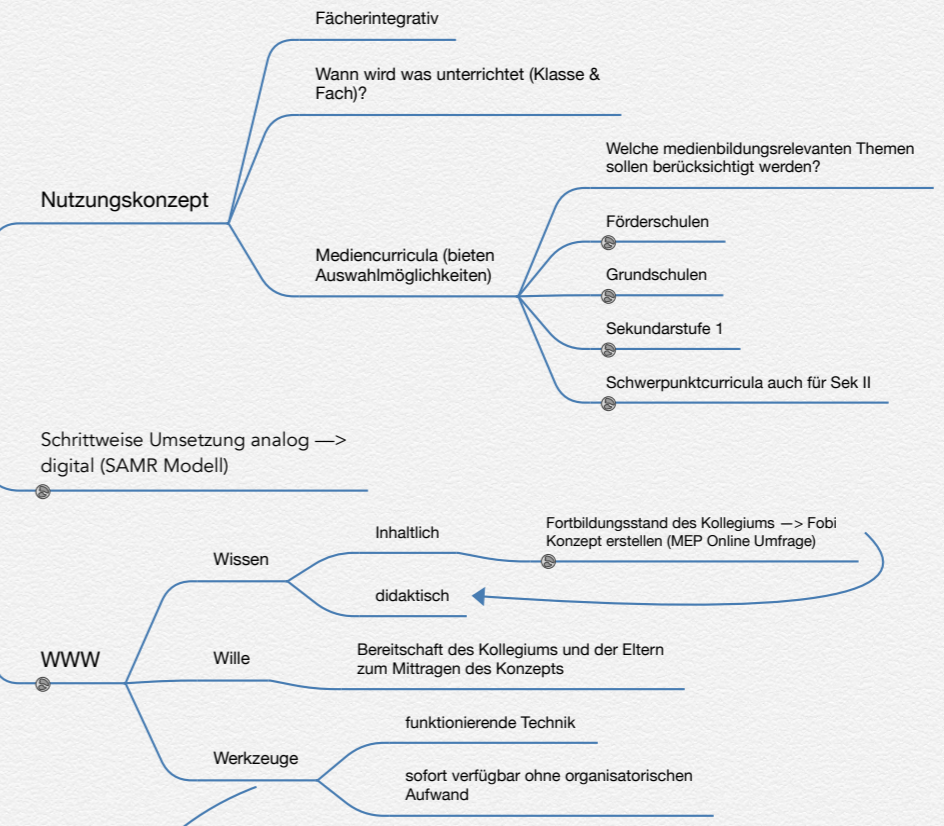 Fächerintegrativ
Wann wird was unterrichtet (Klasse &
Fach)?
Nutzungskonzept
Mediencurricula (bieten
Auswahlmöglichkeiten)
Welche medienbildungsrelevanten Themen
sollen berücksichtigt werden?
Förderschulen
Grundschulen
Sekundarstufe 1
Schwerpunktcurricula auch für Sek II
Schrittweise Umsetzung analog —>
digital (SAMR Modell)
WWW
Wissen
Inhaltlich
Fortbildungsstand des Kollegiums —> Fobi
Konzept erstellen (MEP Online Umfrage)
didaktisch
Wille
Bereitschaft des Kollegiums und der Eltern
zum Mittragen des Konzepts
Werkzeuge
funktionierende Technik
sofort verfügbar ohne organisatorischen
Aufwand